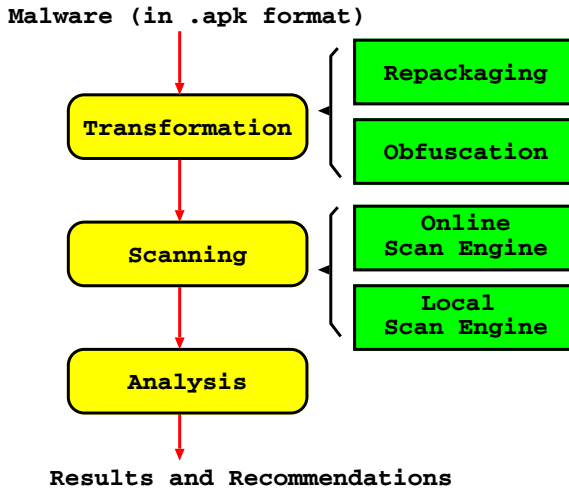 Malware (in .apk format)
Repackaging
Transformation
Obfuscation
Online
Scan Engine
Scanning
Local
Scan Engine
Analysis
Results and Recommendations